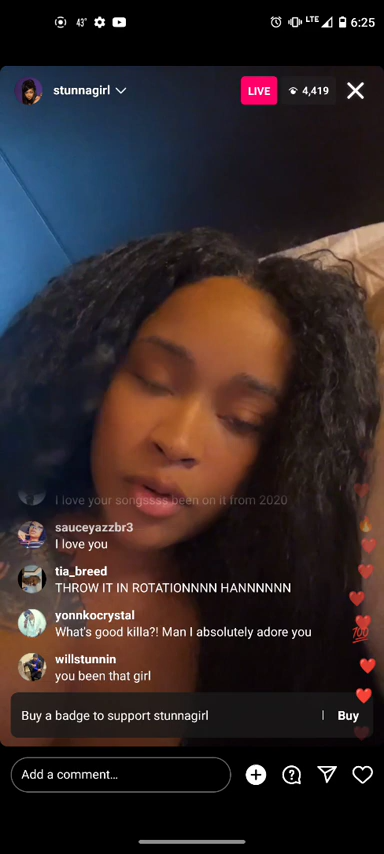 43°
LTE
6:25
stunnagirl
LIVE
4,419
I love your songssss been on it from 2020
sauceyazzbr3
I love you
tia_breed
THROW IT IN ROTATIONNNN HANNNNNN
yonnkocrystal
What's good killa?! Man I absolutely adore you
100
willstunnin
you been that girl
Buy a badge to support stunnagirl | Buy
Add a comment...